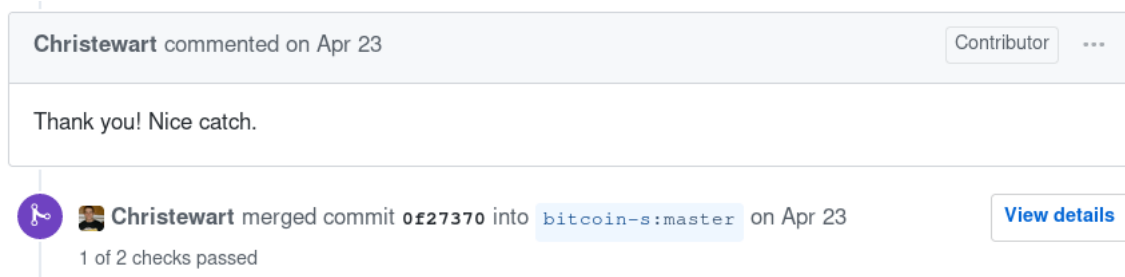 Christewart commented on Apr 23 Contributor ...
Thank you! Nice catch.
Christewart merged commit 0f27370 into bitcoin-s:master on Apr 23 View details
1 of 2 checks passed